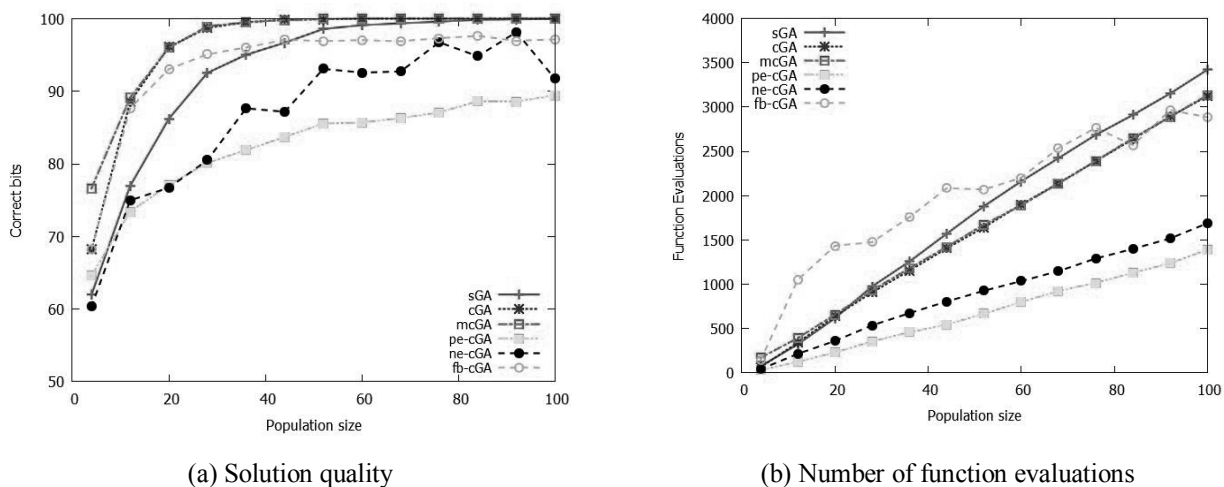 100
90
80
70
60
50
0
20
40
60
80
100
Correct bits
Population size
sGA
cGA
mcGA
pe-cGA
ne-cGA
fb-cGA
(a) Solution quality
4000
3500
3000
2500
2000
1500
1000
500
0
0
20
40
60
80
100
Function Evaluations
Population size
sGA
cGA
mcGA
pe-cGA
ne-cGA
fb-cGA
(b) Number of function evaluations